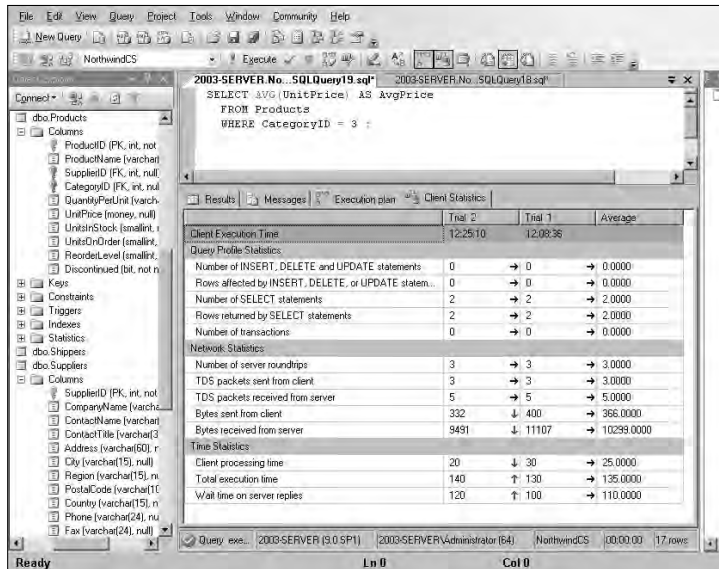 File Edit View Query Project Tools Window Community Help
New Query
NorthwindCS Execute
Connect
2003-SERVER.No...SQLQuery19.sql* 2003-SERVER.No...SQLQuery18.sql*
SELECT AVG(UnitPrice) AS AvgPrice
FROM Products
WHERE CategoryID = 3 ;
dbo.Products
Columns
ProductID (PK, int, not
ProductName (varchar(
SupplierID (FK, int, null)
CategoryID (FK, int, nul
QuantityPerUnit (varch
UnitPrice (money, null)
UnitsInStock (smallint,
UnitsOnOrder (smallint,
ReorderLevel (smallint,
Discontinued (bit, not n
Keys
Constraints
Triggers
Indexes
Statistics
dbo.Shippers
dbo.Suppliers
Columns
SupplierID (PK, int, not
CompanyName (varcha
ContactName (varchar(
ContactTitle (varchar(3
Address (varchar(60), n
City (varchar(15), null)
Region (varchar(15), n
PostalCode (varchar(10
Country (varchar(15), n
Phone (varchar(24), nu
Fax (varchar(24), null)
Results Messages Execution plan Client Statistics
Trial 2 Trial 1 Average
Client Execution Time 12:25:10 12:08:36
Query Profile Statistics
Number of INSERT, DELETE and UPDATE statements 0 → 0 → 0.0000
Rows affected by INSERT, DELETE, or UPDATE statem... 0 → 0 → 0.0000
Number of SELECT statements 2 → 2 → 2.0000
Rows returned by SELECT statements 2 → 2 → 2.0000
Number of transactions 0 → 0 → 0.0000
Network Statistics
Number of server roundtrips 3 → 3 → 3.0000
TDS packets sent from client 3 → 3 → 3.0000
TDS packets received from server 5 → 5 → 5.0000
Bytes sent from client 332 ↓ 400 → 366.0000
Bytes received from server 9491 ↓ 11107 → 10299.0000
Time Statistics
Client processing time 20 ↓ 30 → 25.0000
Total execution time 140 ↑ 130 → 135.0000
Wait time on server replies 120 ↑ 100 → 110.0000
Query exe... 2003-SERVER (9.0 SP1) 2003-SERVER\Administrator (64) NorthwindCS 00:00:00 17 rows
Ready Ln 0 Col 0